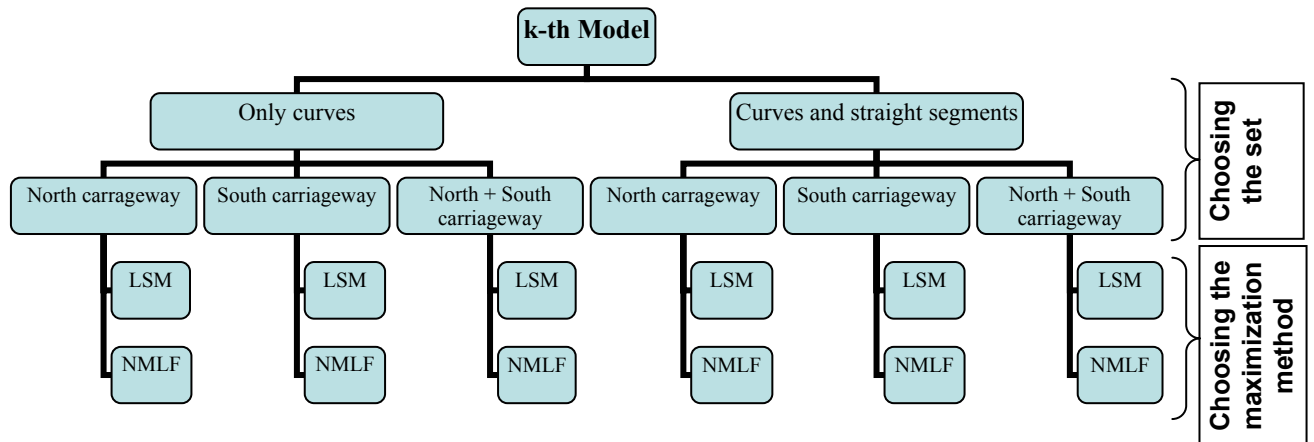 k-th Model
Only curves
Curves and straight segments
North carrageway
South carriageway
North + South
carriageway
North carrageway
South carriageway
North + South
carriageway
LSM
LSM
LSM
LSM
LSM
LSM
NMLF
NMLF
NMLF
NMLF
NMLF
NMLF
Choosing
the set
Choosing the
maximization
method